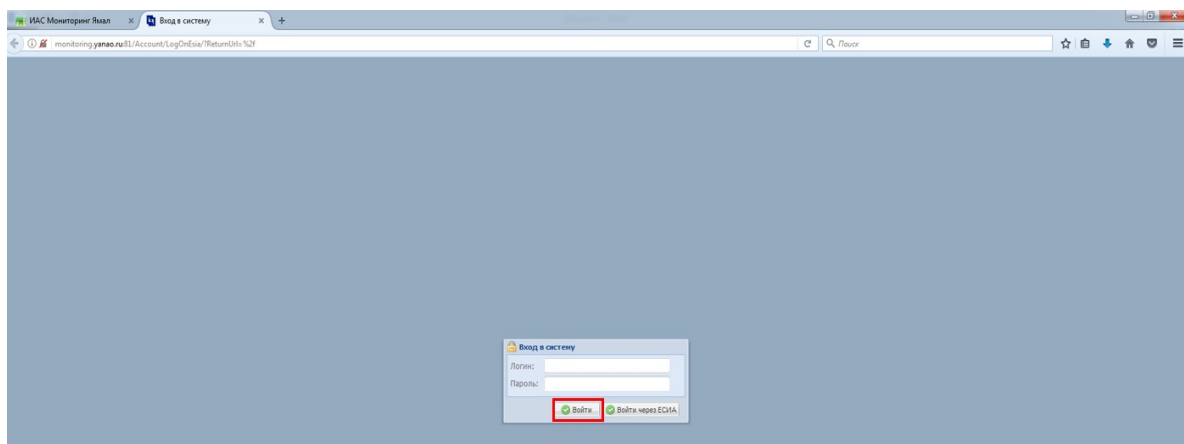 ИАС Мониторинг Ямал × Вход в систему × +
monitoring.yanao.ru:81/Account/LogOnEsia/?ReturnUrl=%2f Поиск
Вход в систему
Логин:
Пароль:
Войти Войти через ЕСИА